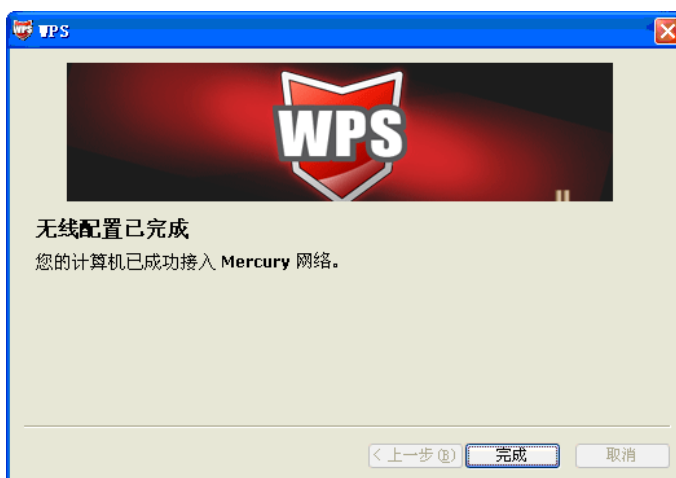 WPS
WPS
无线配置已完成
您的计算机已成功接入 Mercury 网络。
< 上一步(B)
完成
取消